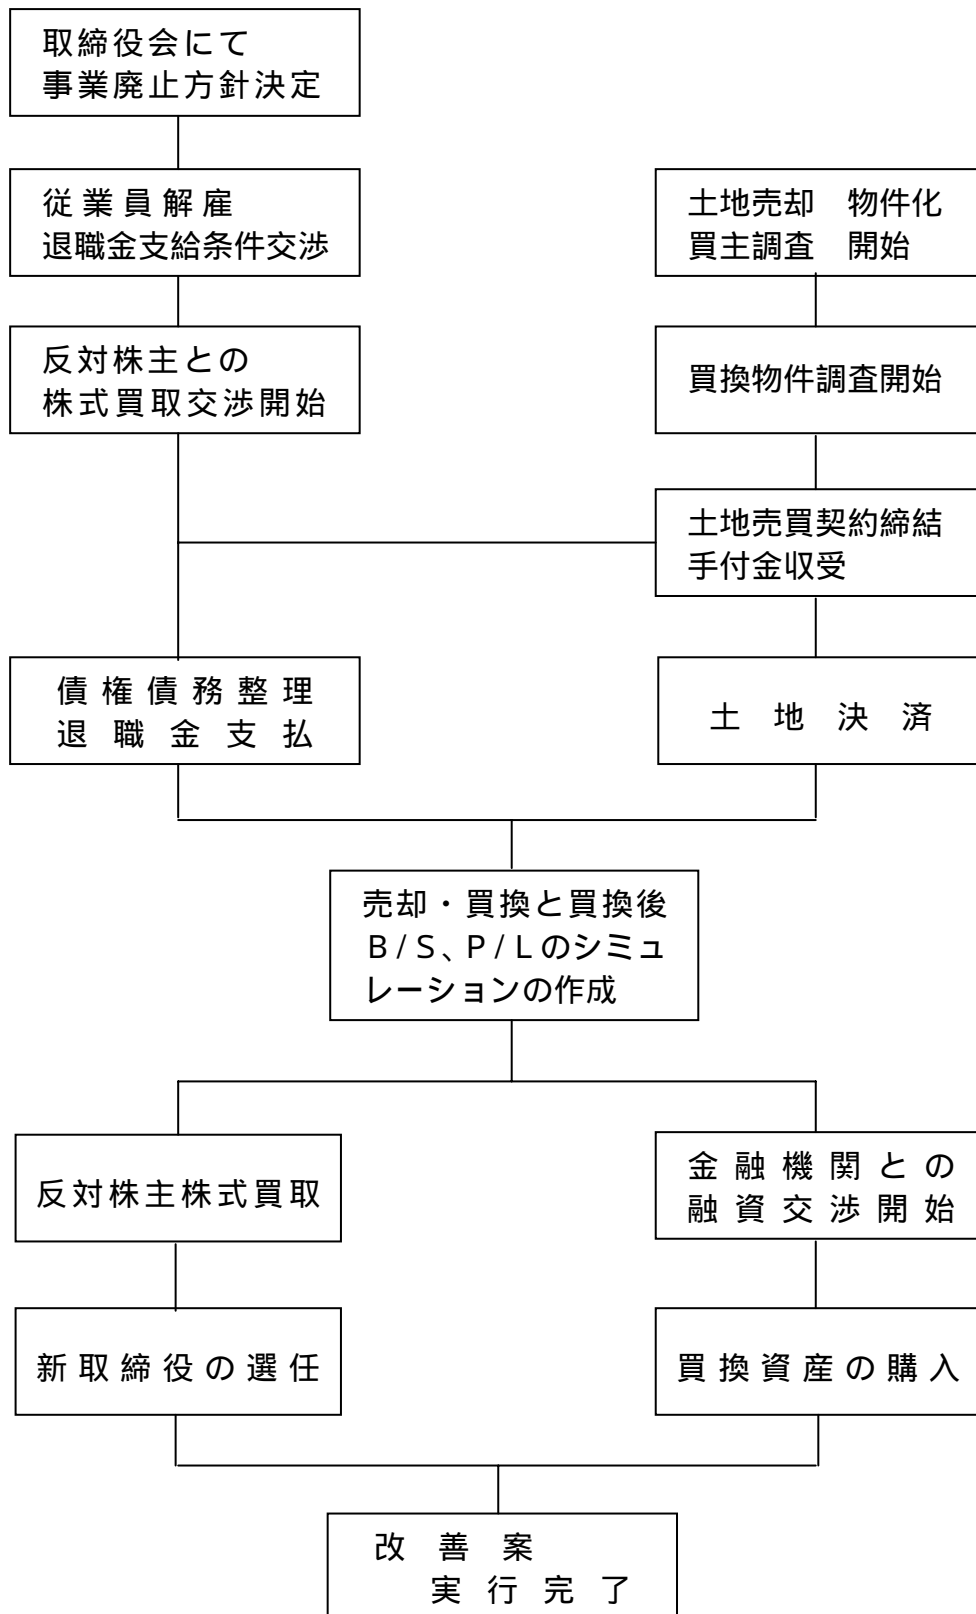 取締役会にて
事業廃止方針決定
従業員解雇
退職金支給条件交渉
土地売却　物件化
買主調査　開始
反対株主との
株式買取交渉開始
買換物件調査開始
土地売買契約締結
手付金収受
債権債務整理
退職金支払
土地決済
売却・買換と買換後
B/S、P/Lのシミュ
レーションの作成
反対株主株式買取
金融機関との
融資交渉開始
新取締役の選任
買換資産の購入
改善案
実行完了